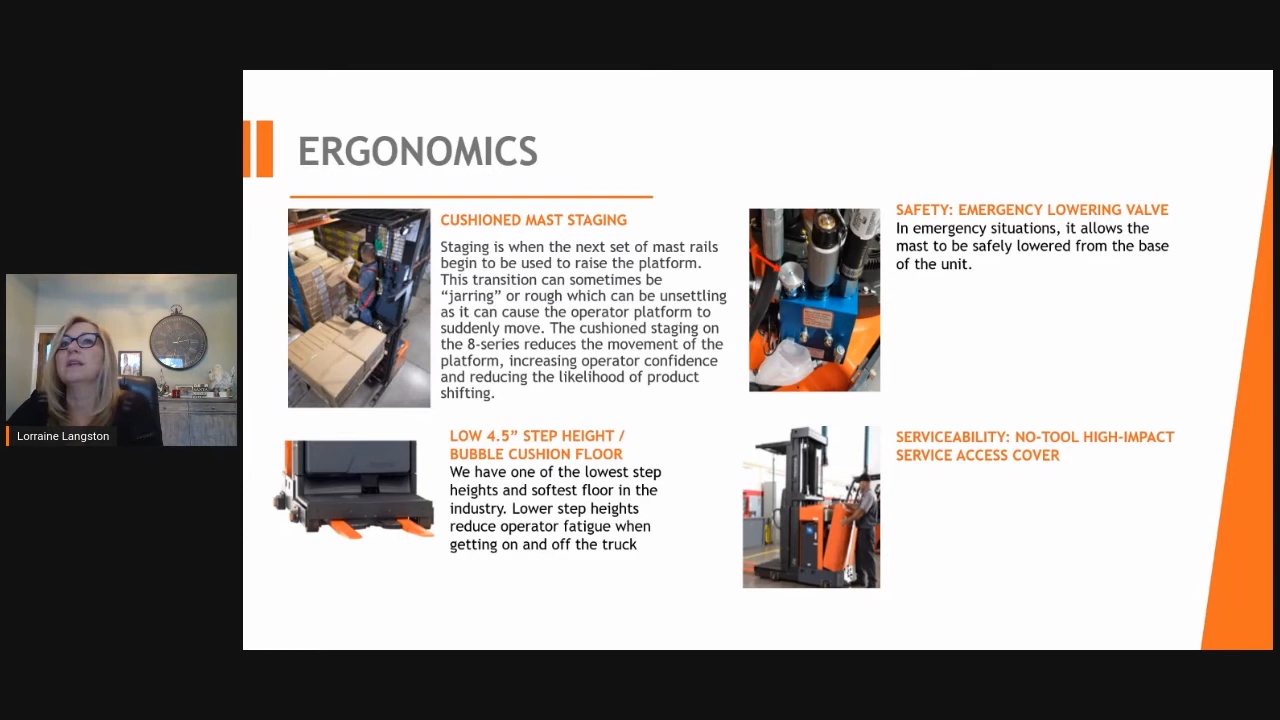 ERGONOMICS
CUSHIONED MAST STAGING
Staging is when the next set of mast rails
begin to be used to raise the platform.
This transition can sometimes be
“jarring” or rough which can be unsettling
as it can cause the operator platform to
suddenly move. The cushioned staging on
the 8-series reduces the movement of the
platform, increasing operator confidence
and reducing the likelihood of product
shifting.
LOW 4.5” STEP HEIGHT /
BUBBLE CUSHION FLOOR
We have one of the lowest step
heights and softest floor in the
industry. Lower step heights
reduce operator fatigue when
getting on and off the truck
SAFETY: EMERGENCY LOWERING VALVE
In emergency situations, it allows the
mast to be safely lowered from the base
of the unit.
SERVICEABILITY: NO-TOOL HIGH-IMPACT
SERVICE ACCESS COVER
Lorraine Langston